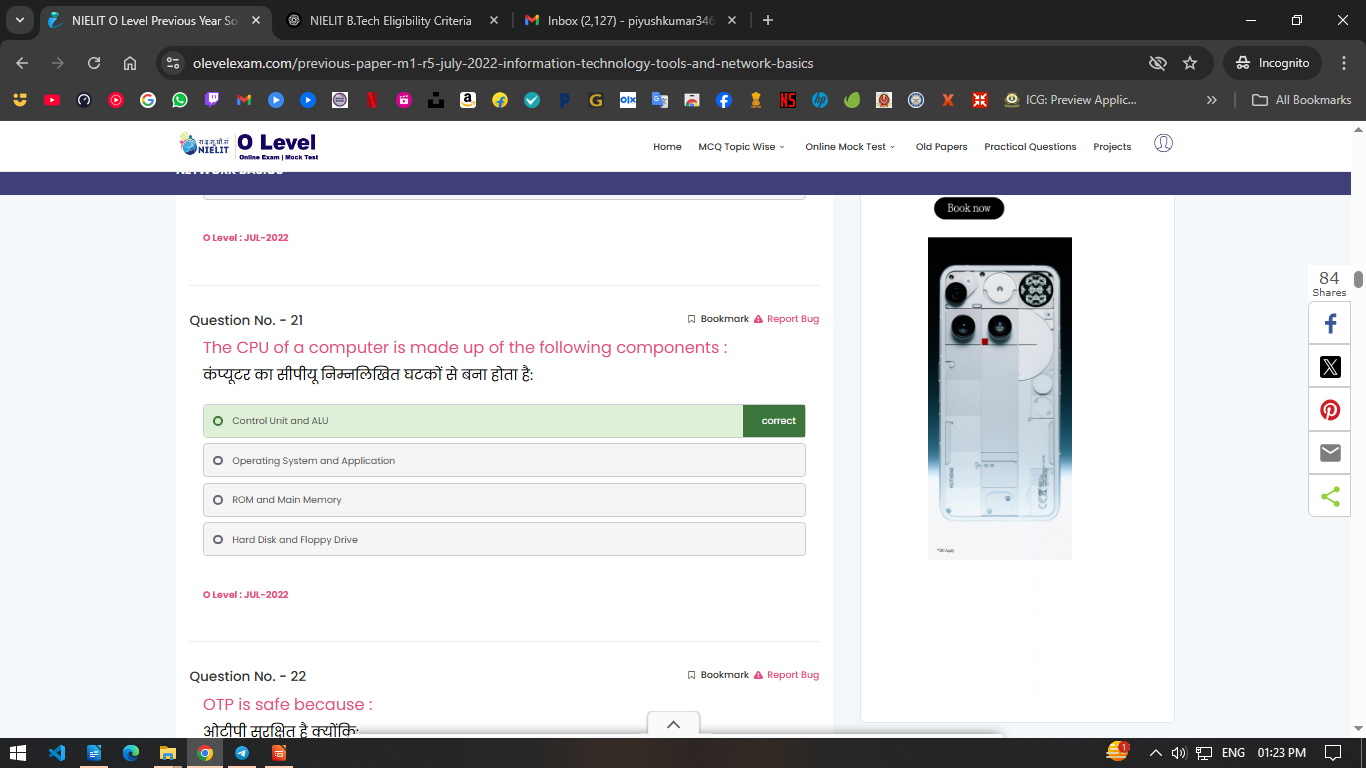 NIELIT O Level Previous Year So
NIELIT B.Tech Eligibility Criteria
Inbox (2,127) - piyushkumar346
olevelexam.com/previous-paper-m1-r5-july-2022-information-technology-tools-and-network-basics
Incognito
ICG: Preview Applic...
All Bookmarks
रा.इ.सू.प्रौ.सं
NIELIT
O Level
Online Exam | Mock Test
Home
MCQ Topic Wise
Online Mock Test
Old Papers
Practical Questions
Projects
NETWORK BASICS
O Level : JUL-2022
Question No. - 21
Bookmark
Report Bug
The CPU of a computer is made up of the following components :
कंप्यूटर का सीपीयू निम्नलिखित घटकों से बना होता है:
Control Unit and ALU
correct
Operating System and Application
ROM and Main Memory
Hard Disk and Floppy Drive
O Level : JUL-2022
Question No. - 22
Bookmark
Report Bug
OTP is safe because :
ओटीपी सुरक्षित है क्योंकि:
Book now
84
Shares
ENG
01:23 PM